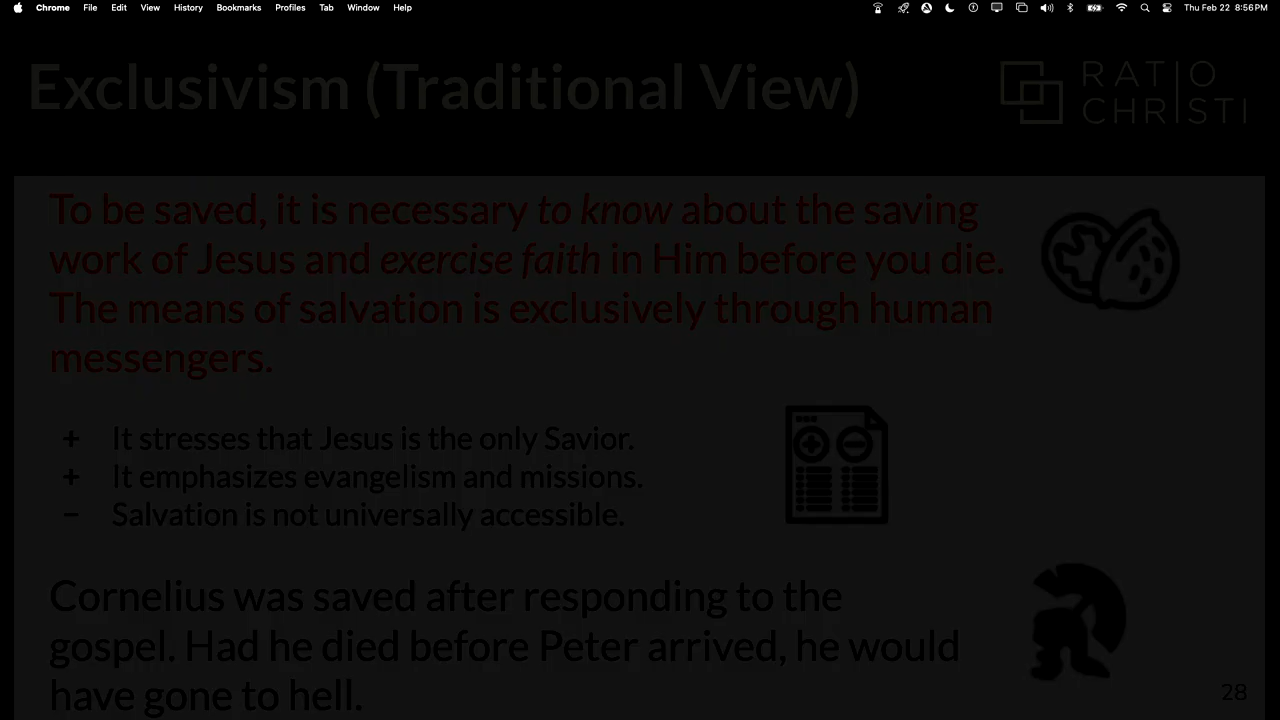 Chrome File Edit View History Bookmarks Profiles Tab Window Help Thu Feb 22 8:56 PM
Exclusivism (Traditional View)
RATIO
CHRISTI
To be saved, it is necessary to know about the saving
work of Jesus and exercise faith in Him before you die.
The means of salvation is exclusively through human
messengers.
+ It stresses that Jesus is the only Savior.
+ It emphasizes evangelism and missions.
− Salvation is not universally accessible.
Cornelius was saved after responding to the
gospel. Had he died before Peter arrived, he would
have gone to hell.
28